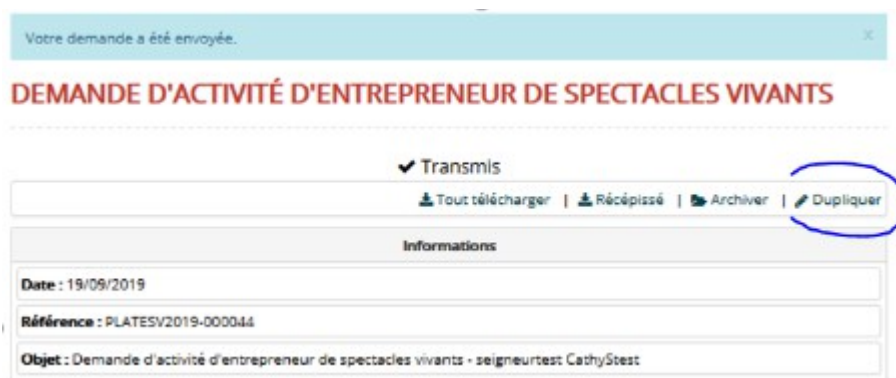 Votre demande a été envoyée. x
DEMANDE D'ACTIVITÉ D'ENTREPRENEUR DE SPECTACLES VIVANTS
Transmis
Tout télécharger | Récépissé | Archiver | Dupliquer
Informations
Date : 19/09/2019
Référence : PLATESV2019-000044
Objet : Demande d'activité d'entrepreneur de spectacles vivants - seigneurtest CathyStest